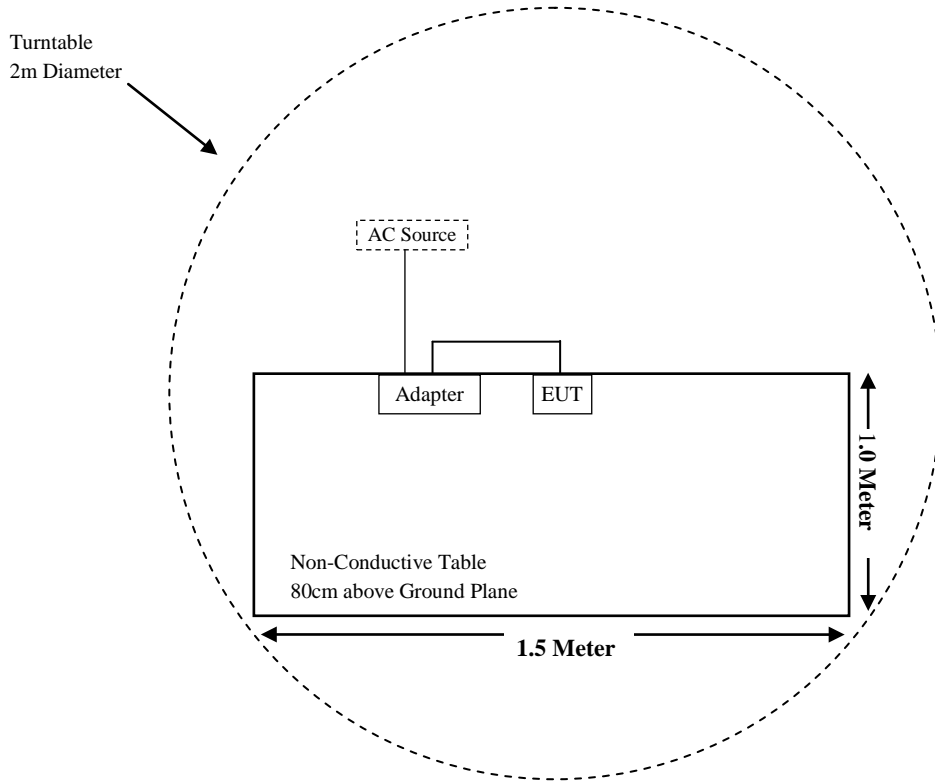 Turntable
2m Diameter
AC Source
Adapter
EUT
1.0 Meter
Non-Conductive Table
80cm above Ground Plane
1.5 Meter